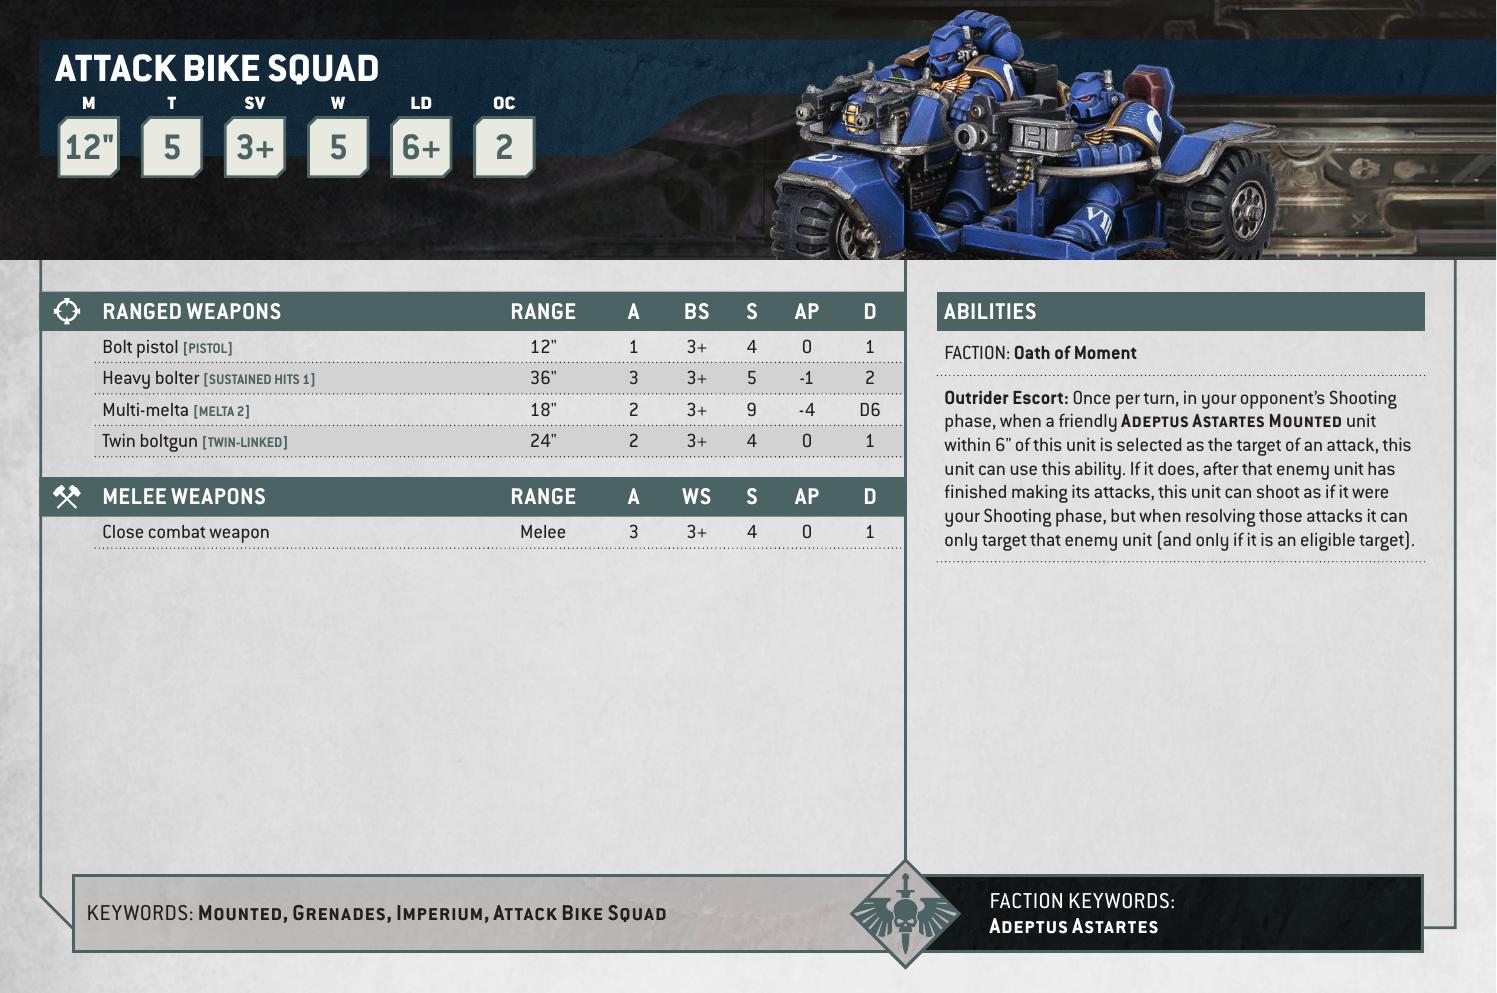 ATTACK BIKE SQUAD
M T SV W LD OC
12" 5 3+ 5 6+ 2
RANGED WEAPONS RANGE A BS S AP D
Bolt pistol [PISTOL] 12" 1 3+ 4 0 1
Heavy bolter [SUSTAINED HITS 1] 36" 3 3+ 5 -1 2
Multi-melta [MELTA 2] 18" 2 3+ 9 -4 D6
Twin boltgun [TWIN-LINKED] 24" 2 3+ 4 0 1
MELEE WEAPONS RANGE A WS S AP D
Close combat weapon Melee 3 3+ 4 0 1
ABILITIES
FACTION: Oath of Moment
Outrider Escort: Once per turn, in your opponent’s Shooting
phase, when a friendly ADEPTUS ASTARTES MOUNTED unit
within 6" of this unit is selected as the target of an attack, this
unit can use this ability. If it does, after that enemy unit has
finished making its attacks, this unit can shoot as if it were
your Shooting phase, but when resolving those attacks it can
only target that enemy unit (and only if it is an eligible target).
KEYWORDS: MOUNTED, GRENADES, IMPERIUM, ATTACK BIKE SQUAD
FACTION KEYWORDS:
ADEPTUS ASTARTES